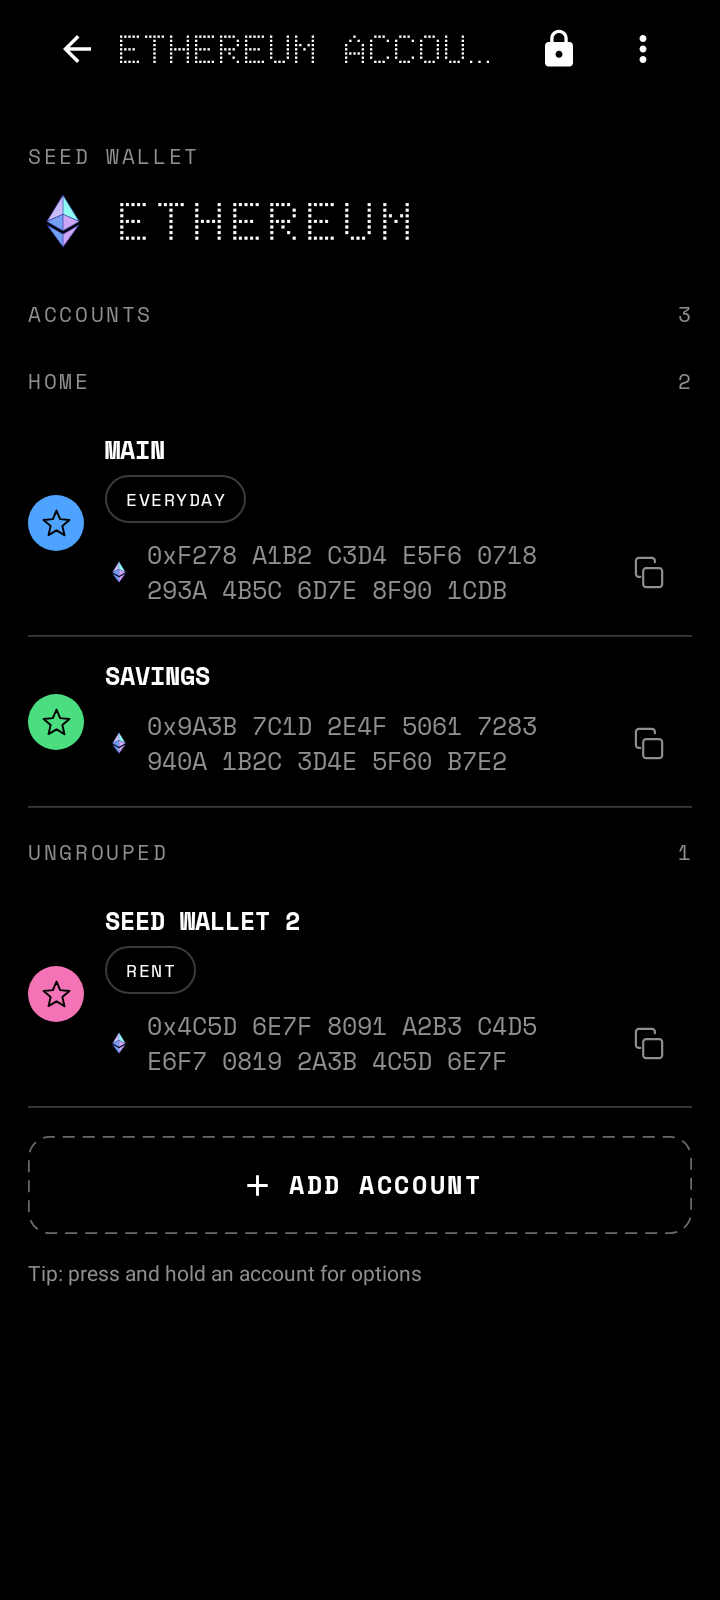 ETHEREUM ACCOU...
SEED WALLET
ETHEREUM
ACCOUNTS 3
HOME 2
MAIN
EVERYDAY
0xF278 A1B2 C3D4 E5F6 0718
293A 4B5C 6D7E 8F90 1CDB
SAVINGS
0x9A3B 7C1D 2E4F 5061 7283
940A 1B2C 3D4E 5F60 B7E2
UNGROUPED 1
SEED WALLET 2
RENT
0x4C5D 6E7F 8091 A2B3 C4D5
E6F7 0819 2A3B 4C5D 6E7F
+ ADD ACCOUNT
Tip: press and hold an account for options